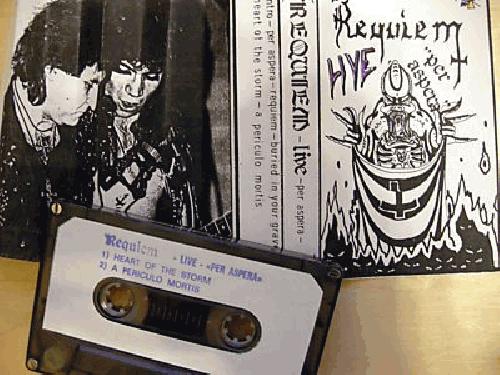 Requiem
LIVE
"per
aspera"
REQUIEM - live - per aspera -
intro - per aspera - requiem - buried in your grave
heart of the storm - a periculo mortis
Requiem - LIVE - «PER ASPERA»
1) HEART OF THE STORM
2) A PERICULO MORTIS